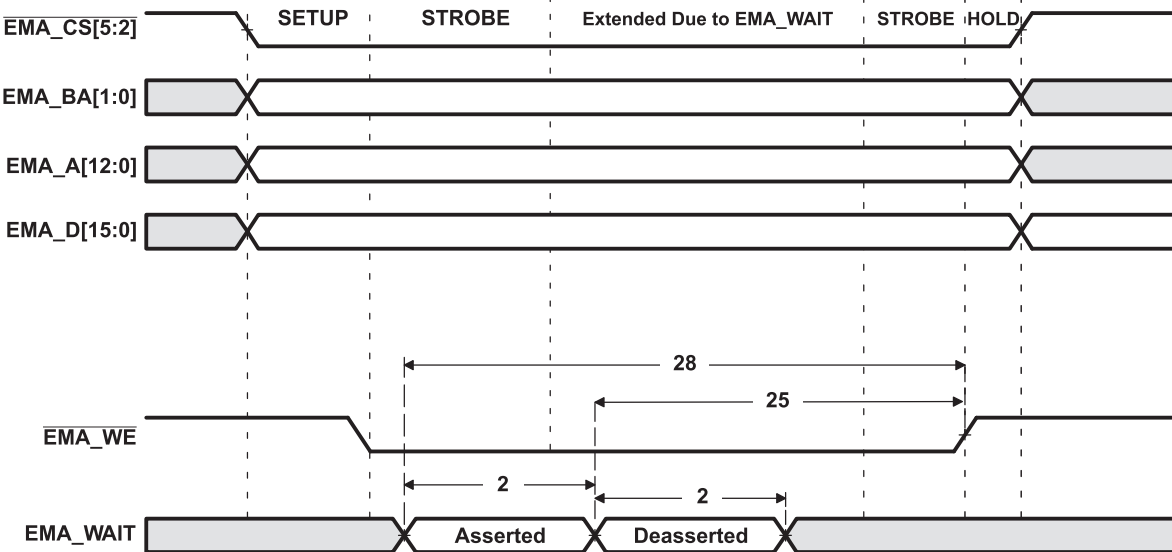 SETUP STROBE Extended Due to EMA_WAIT STROBE HOLD
EMA_CS[5:2]
EMA_BA[1:0]
EMA_A[12:0]
EMA_D[15:0]
28
25
EMA_WE
2
2
EMA_WAIT Asserted Deasserted